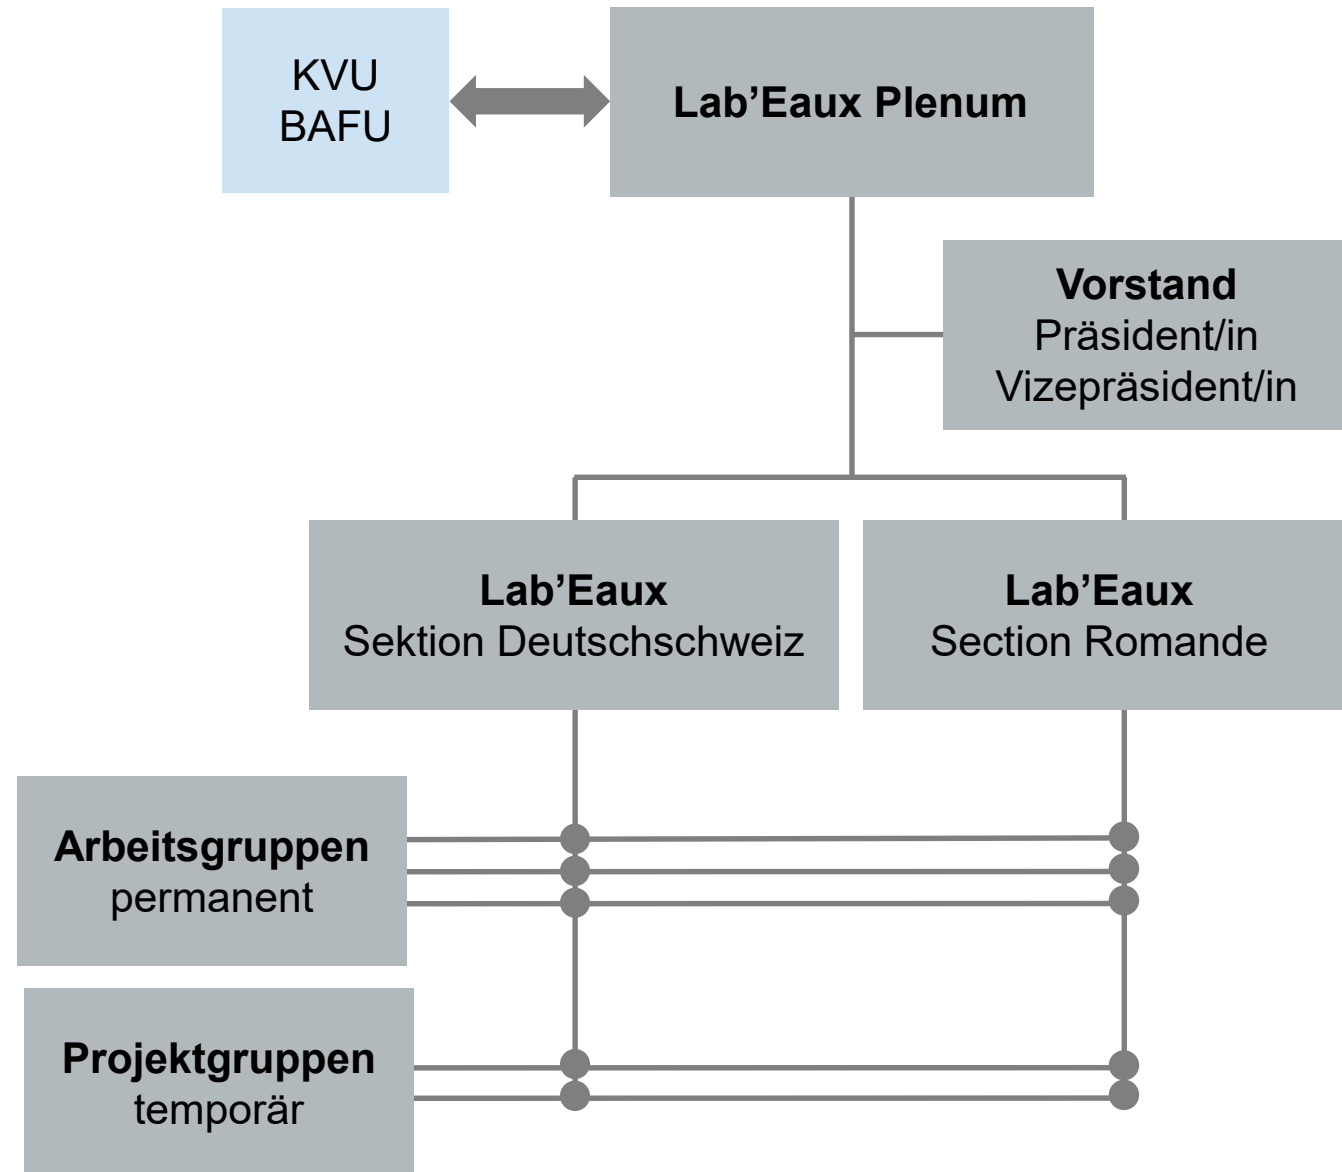 KVU
BAFU
Lab’Eaux Plenum
Vorstand
Präsident/in
Vizepräsident/in
Lab’Eaux
Sektion Deutschschweiz
Lab’Eaux
Section Romande
Arbeitsgruppen
permanent
Projektgruppen
temporär